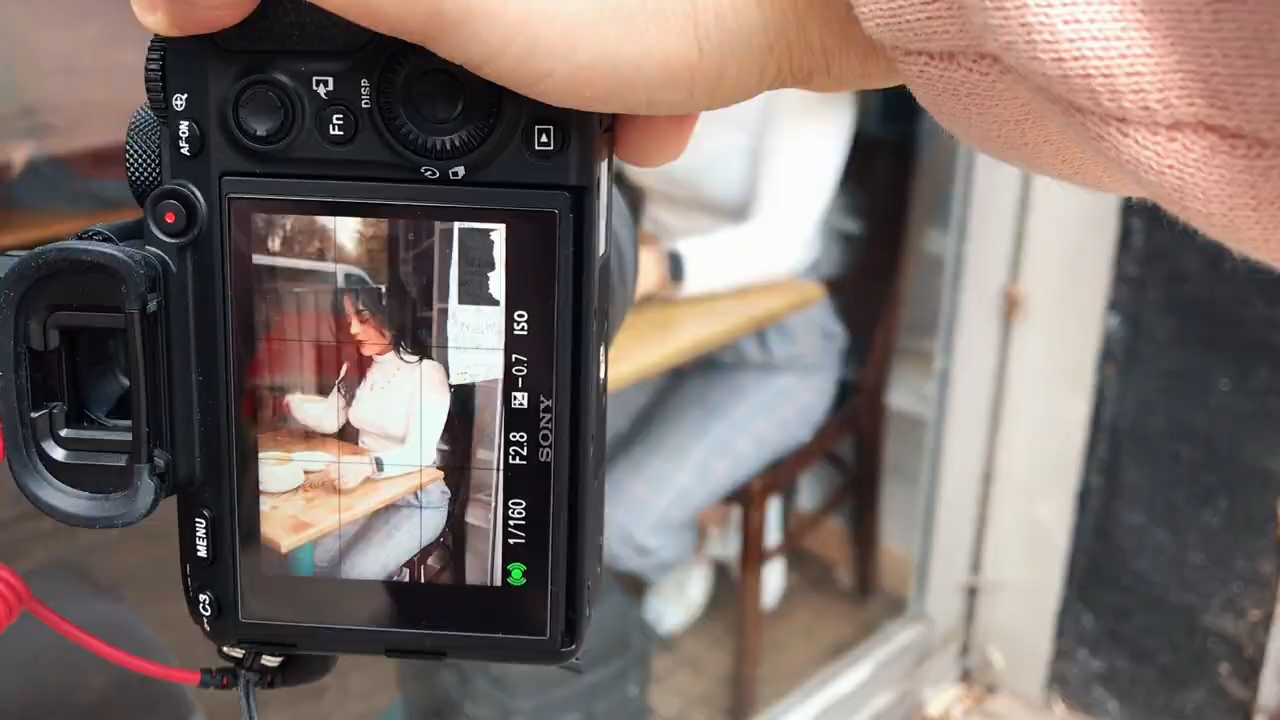 DISP
Fn
AF-ON
MENU
C3
1/160 F2.8 −0.7 ISO
SONY